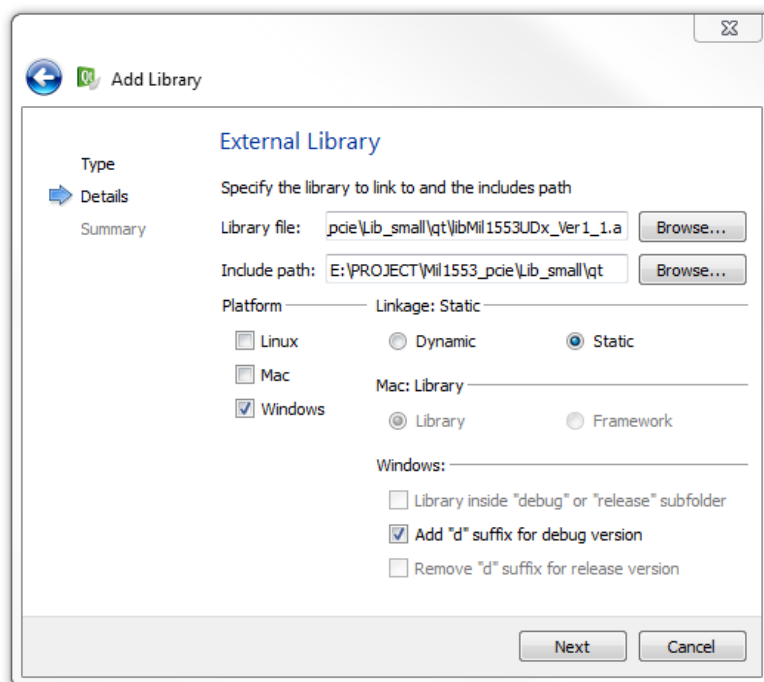 Add Library
External Library
Type
Details
Summary
Specify the library to link to and the includes path
Library file: pcie\Lib_small\qt\libMil1553UDx_Ver1_1.a Browse...
Include path: E:\PROJECT\Mil1553_pcie\Lib_small\qt Browse...
Platform Linkage: Static
Linux Dynamic Static
Mac Mac: Library
Windows Library Framework
Windows:
Library inside "debug" or "release" subfolder
Add "d" suffix for debug version
Remove "d" suffix for release version
Next Cancel